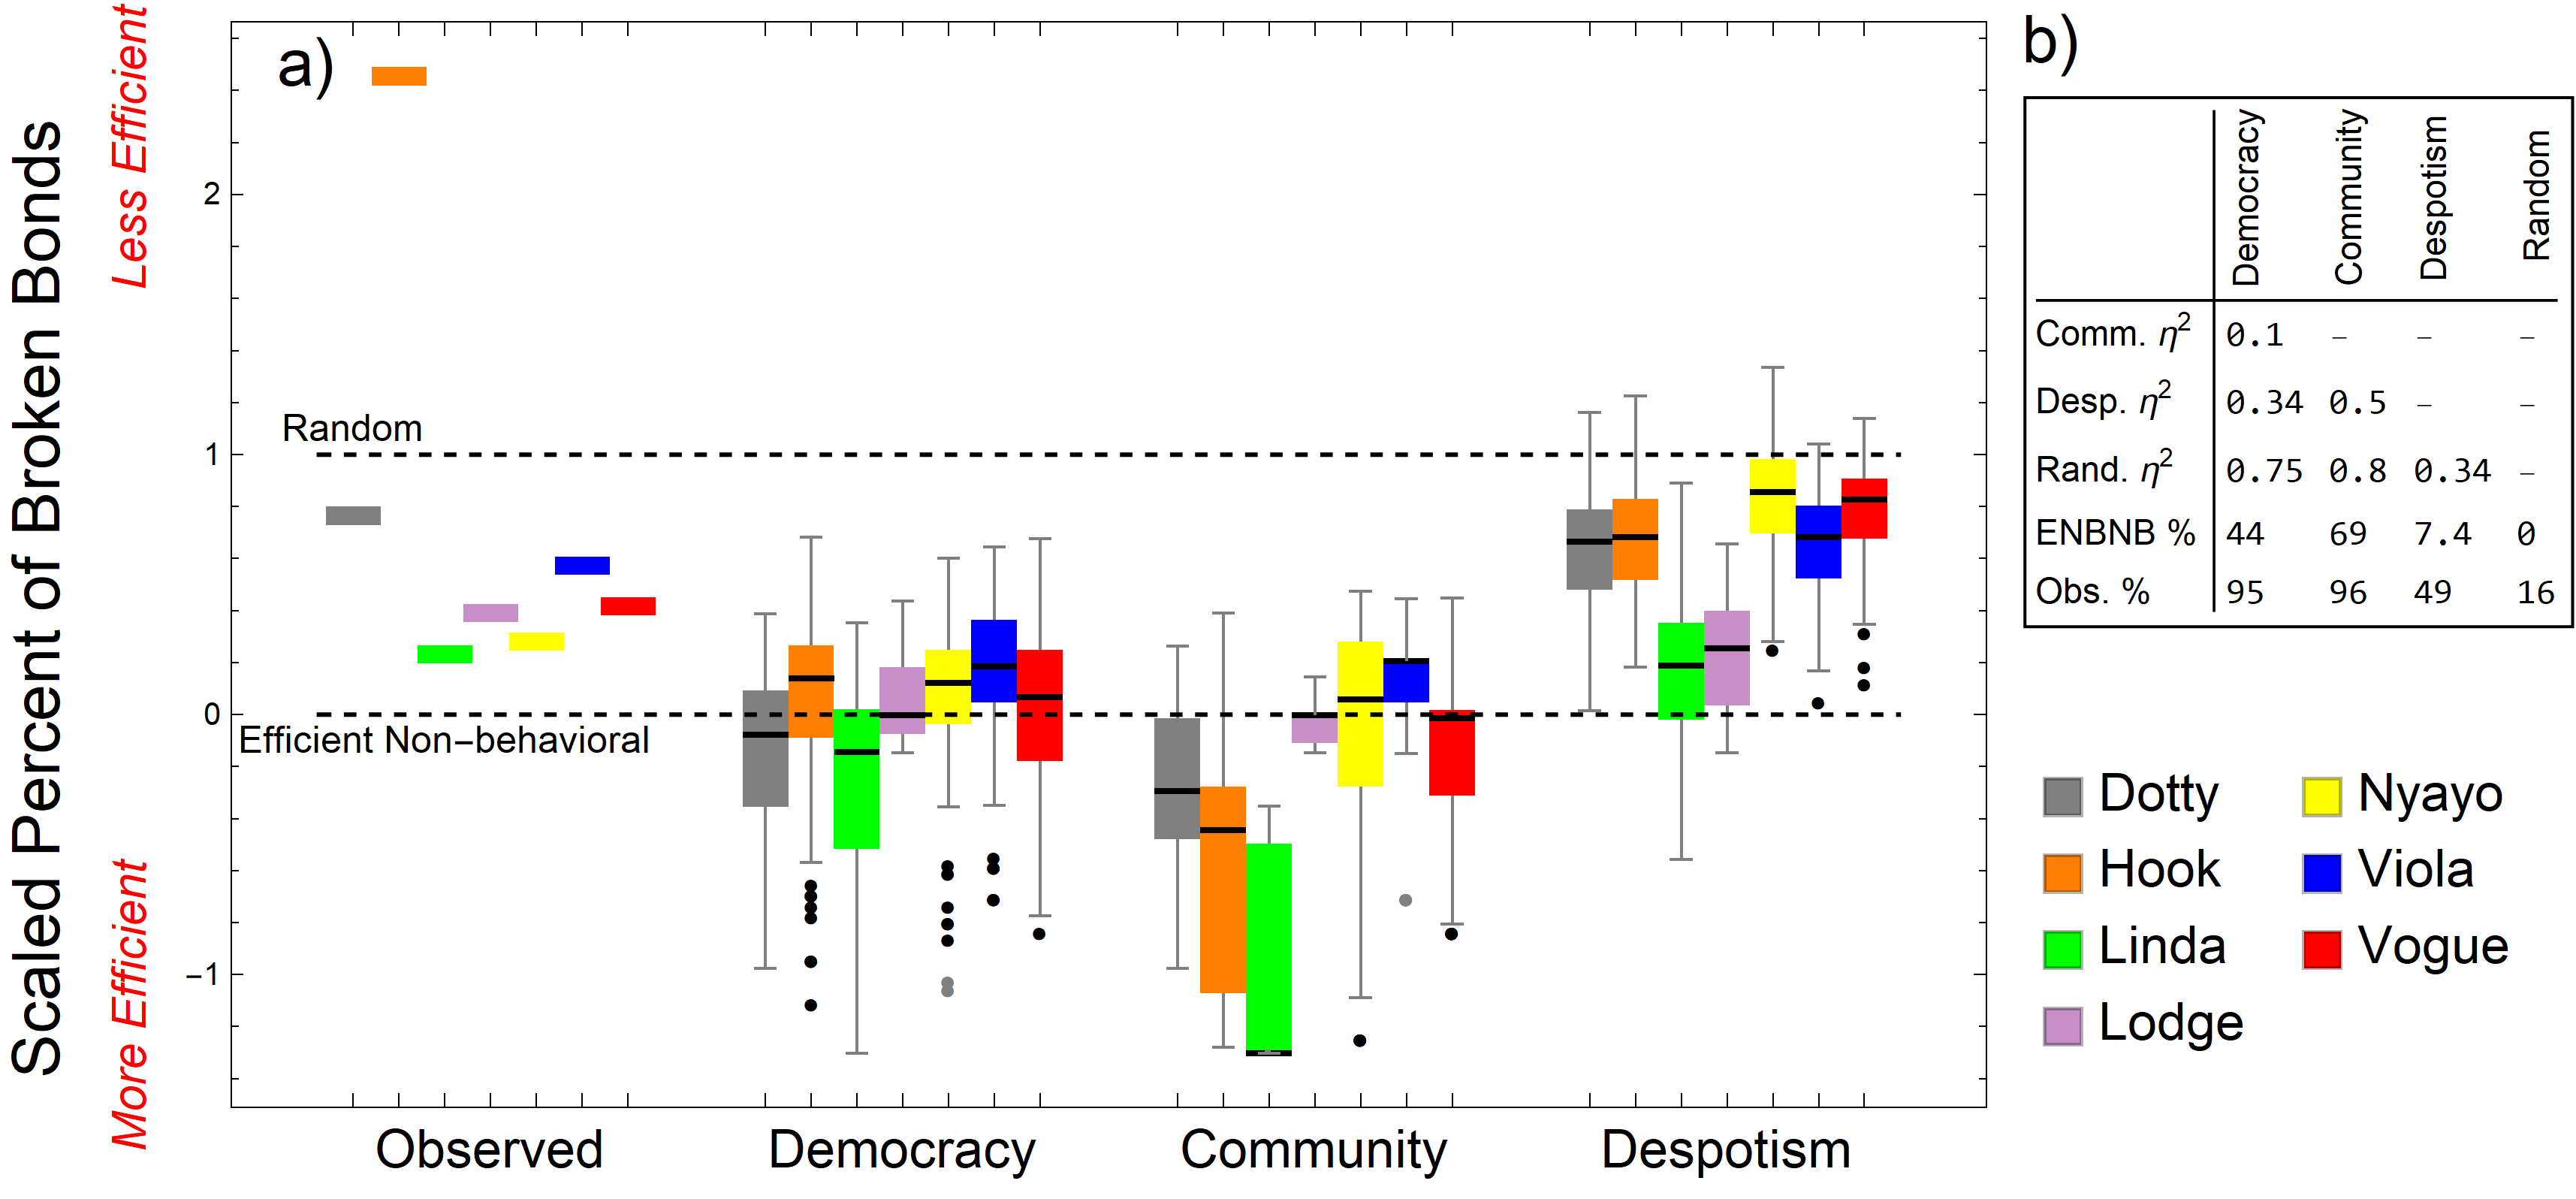 Scaled Percent of Broken Bonds
Less Efficient
More Efficient
a)
2
1
0
−1
Random
Efficient Non−behavioral
Observed
Democracy
Community
Despotism
b)
Democracy Community Despotism Random
Comm. η² 0.1 – – –
Desp. η² 0.34 0.5 – –
Rand. η² 0.75 0.8 0.34 –
ENBNB % 44 69 7.4 0
Obs. % 95 96 49 16
Dotty Nyayo
Hook Viola
Linda Vogue
Lodge